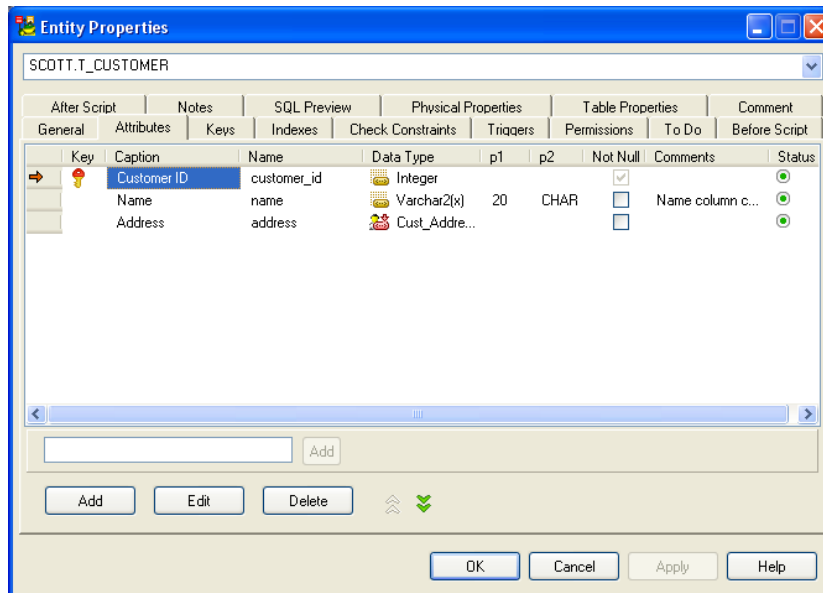 Entity Properties
SCOTT.T_CUSTOMER
After Script Notes SQL Preview Physical Properties Table Properties Comment
General Attributes Keys Indexes Check Constraints Triggers Permissions To Do Before Script
Key Caption Name Data Type p1 p2 Not Null Comments Status
Customer ID customer_id Integer
Name name Varchar2(x) 20 CHAR Name column c...
Address address Cust_Addre...
Add
Add Edit Delete
OK Cancel Apply Help